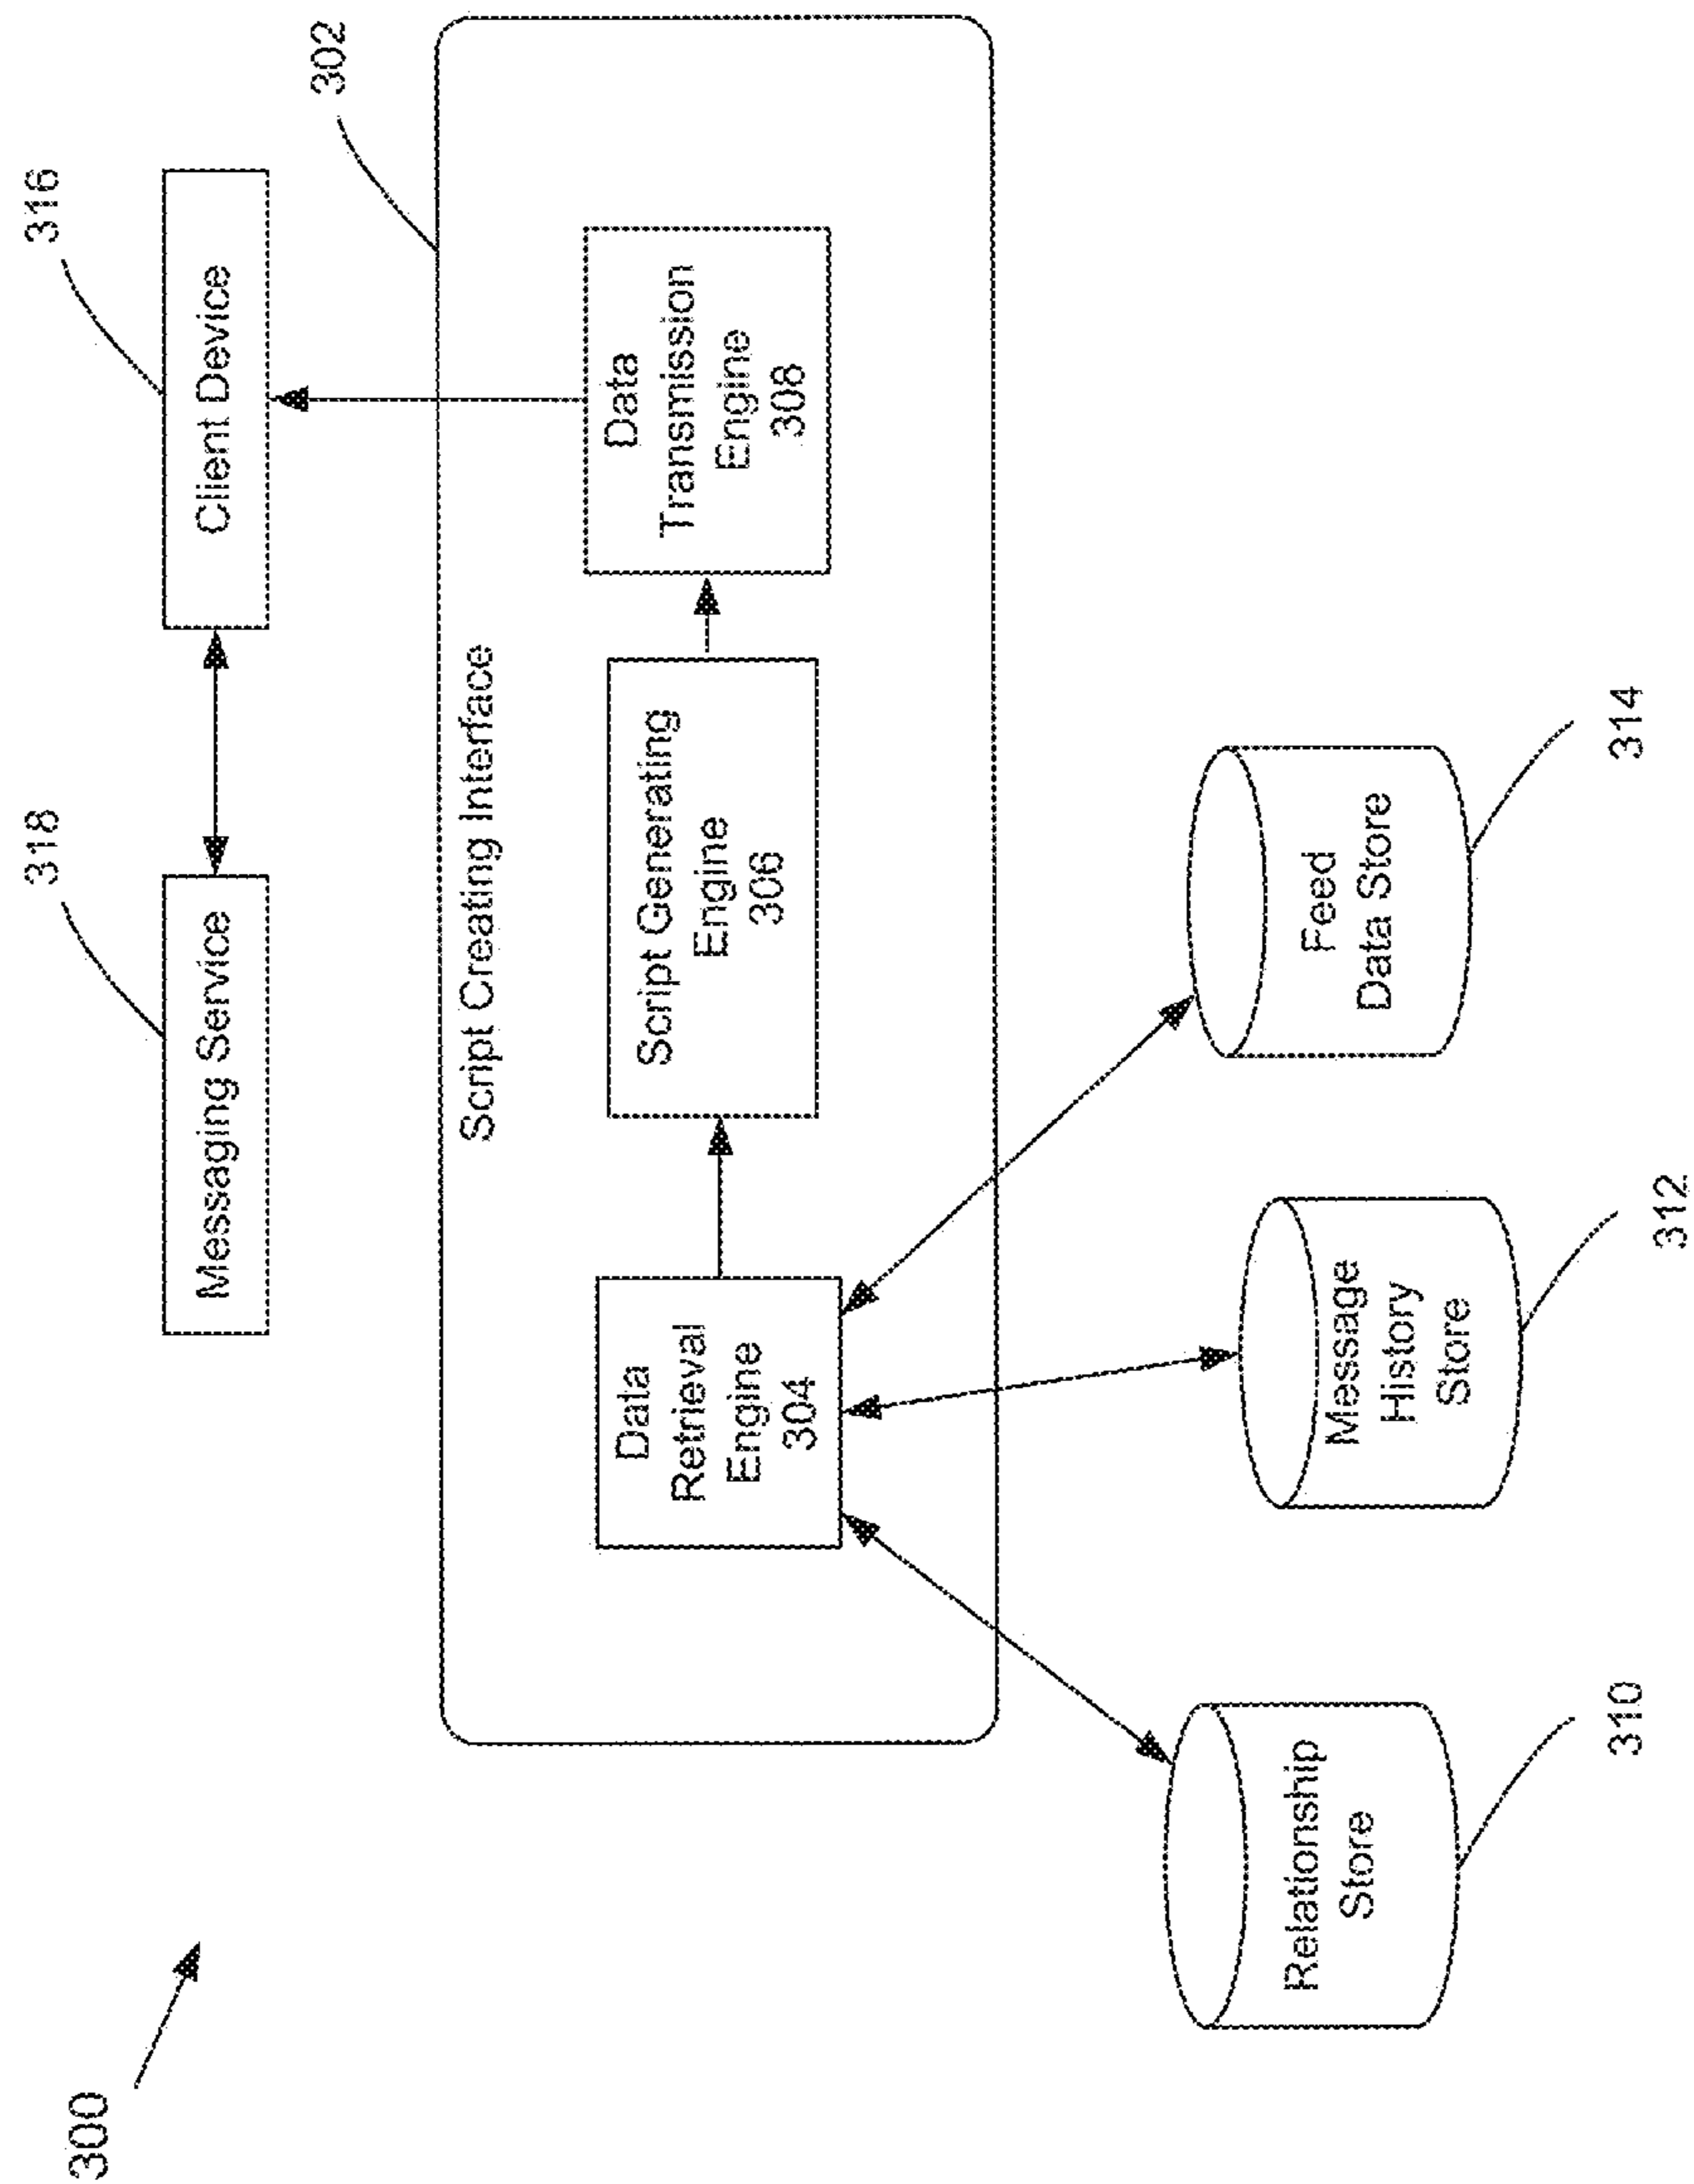 300
318
316
Messaging Service
Client Device
302
Script Creating Interface
Data
Retrieval
Engine
304
Script Generating
Engine
306
Data
Transmission
Engine
308
Relationship
Store
310
Message
History
Store
312
Feed
Data Store
314